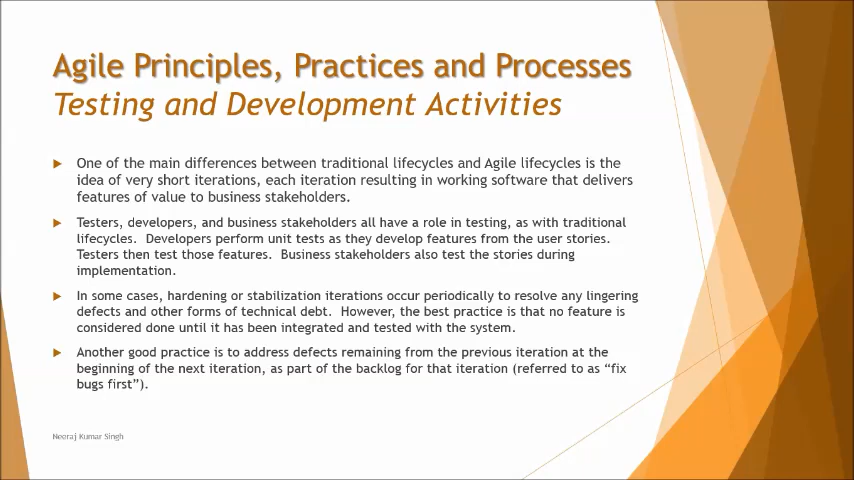 Agile Principles, Practices and Processes
Testing and Development Activities
One of the main differences between traditional lifecycles and Agile lifecycles is the
idea of very short iterations, each iteration resulting in working software that delivers
features of value to business stakeholders.
Testers, developers, and business stakeholders all have a role in testing, as with traditional
lifecycles.  Developers perform unit tests as they develop features from the user stories.
Testers then test those features.  Business stakeholders also test the stories during
implementation.
In some cases, hardening or stabilization iterations occur periodically to resolve any lingering
defects and other forms of technical debt.  However, the best practice is that no feature is
considered done until it has been integrated and tested with the system.
Another good practice is to address defects remaining from the previous iteration at the
beginning of the next iteration, as part of the backlog for that iteration (referred to as “fix
bugs first”).
Neeraj Kumar Singh